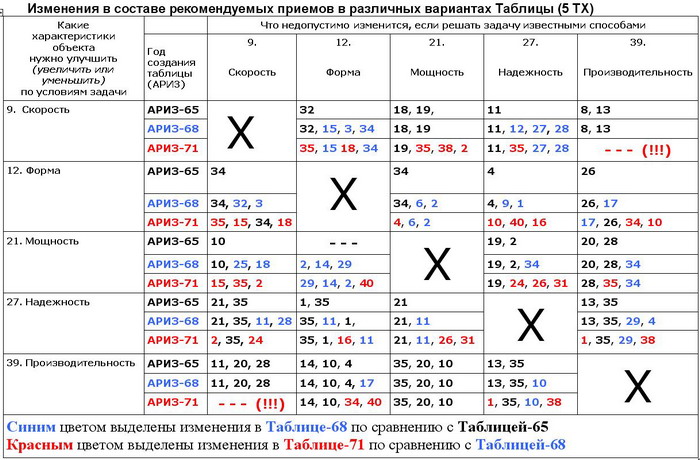 Изменения в составе рекомендуемых приемов в различных вариантах Таблицы (5 ТХ)
Какие характеристики объекта нужно улучшить (увеличить или уменьшить) по условиям задачи
Год создания таблицы (АРИЗ)
Что недопустимо изменится, если решать задачу известными способами
9. Скорость
12. Форма
21. Мощность
27. Надежность
39. Производительность
9. Скорость
АРИЗ-65 X 32 18, 19, 11 8, 13
АРИЗ-68 32, 15, 3, 34 18, 19 11, 12, 27, 28 8, 13
АРИЗ-71 35, 15 18, 34 19, 35, 38, 2 11, 35, 27, 28 - - - (!!!)
12. Форма
АРИЗ-65 34 X 34 4 26
АРИЗ-68 34, 32, 3 34, 6, 2 4, 9, 1 26, 17
АРИЗ-71 35, 15, 34, 18 4, 6, 2 10, 40, 16 17, 26, 34, 10
21. Мощность
АРИЗ-65 10 - - - X 19, 2 20, 28
АРИЗ-68 10, 25, 18 2, 14, 29 19, 2, 34 20, 28, 34
АРИЗ-71 15, 35, 2 29, 14, 2, 40 19, 24, 26, 31 28, 35, 34
27. Надежность
АРИЗ-65 21, 35 1, 35 21 X 13, 35
АРИЗ-68 21, 35, 11, 28 35, 11, 1, 21, 11 13, 35, 29, 4
АРИЗ-71 2, 35, 24 35, 1, 16, 11 21, 11, 26, 31 1, 35, 29, 38
39. Производительность
АРИЗ-65 11, 20, 28 14, 10, 4 35, 20, 10 13, 35 X
АРИЗ-68 11, 20, 28 14, 10, 4, 17 35, 20, 10 13, 35, 10
АРИЗ-71 - - - (!!!) 14, 10, 34, 40 35, 20, 10 1, 35, 10, 38
Синим цветом выделены изменения в Таблице-68 по сравнению с Таблицей-65
Красным цветом выделены изменения в Таблице-71 по сравнению с Таблицей-68